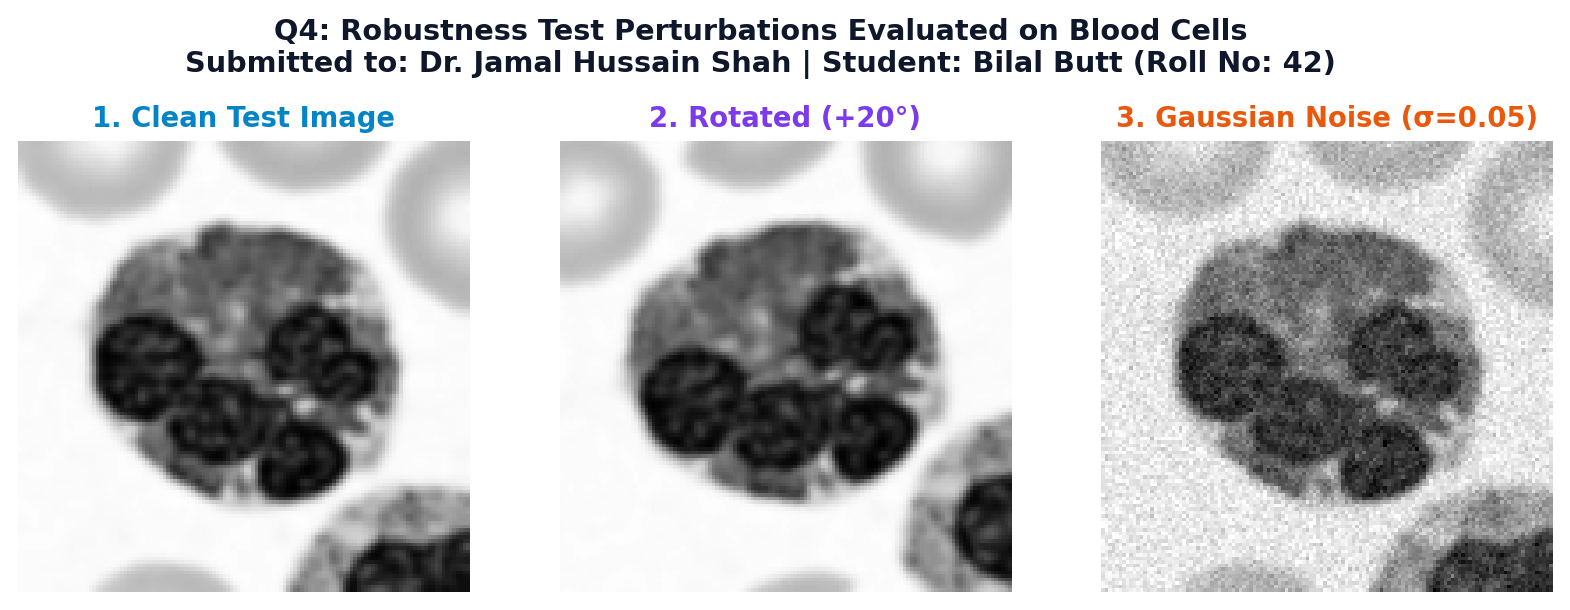 Q4: Robustness Test Perturbations Evaluated on Blood Cells
Submitted to: Dr. Jamal Hussain Shah | Student: Bilal Butt (Roll No: 42)
1. Clean Test Image
2. Rotated (+20°)
3. Gaussian Noise (σ=0.05)